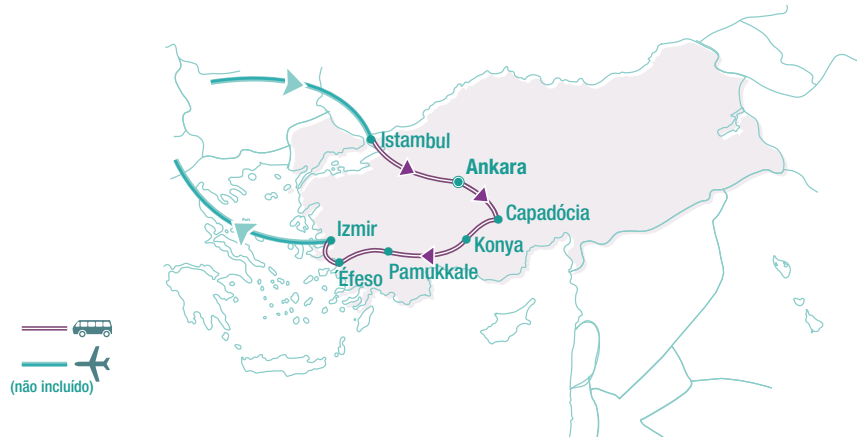 Istambul
Ankara
Capadócia
Izmir
Konya
Éfeso
Pamukkale
(não incluído)